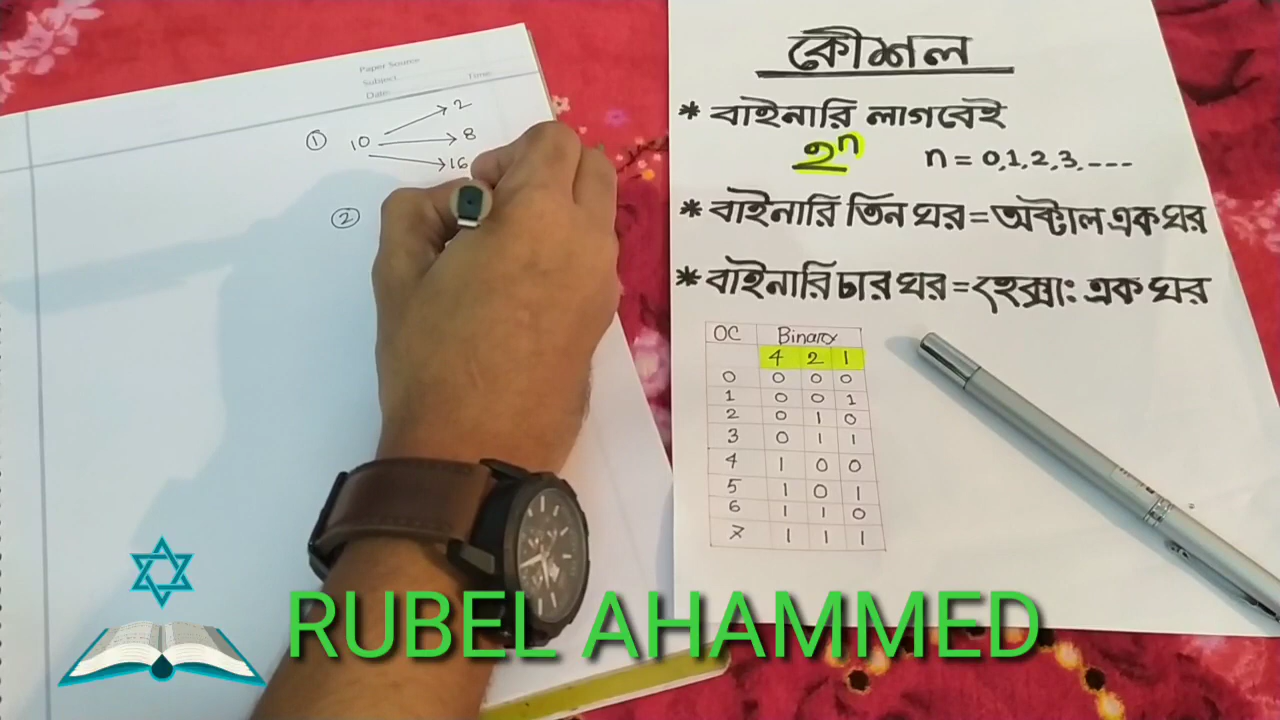 Paper Source
Subject:
Time:
Date:
① 10 → 2
→ 8
→ 16
②
কৌশল
* বাইনারি লাগবেই
2ⁿ n = 0,1,2,3,----
* বাইনারি তিন ঘর = অক্টাল এক ঘর
* বাইনারি চার ঘর = হেক্সাঃ এক ঘর
OC Binary
4 2 1
0 0 0 0
1 0 0 1
2 0 1 0
3 0 1 1
4 1 0 0
5 1 0 1
6 1 1 0
7 1 1 1
RUBEL AHAMMED